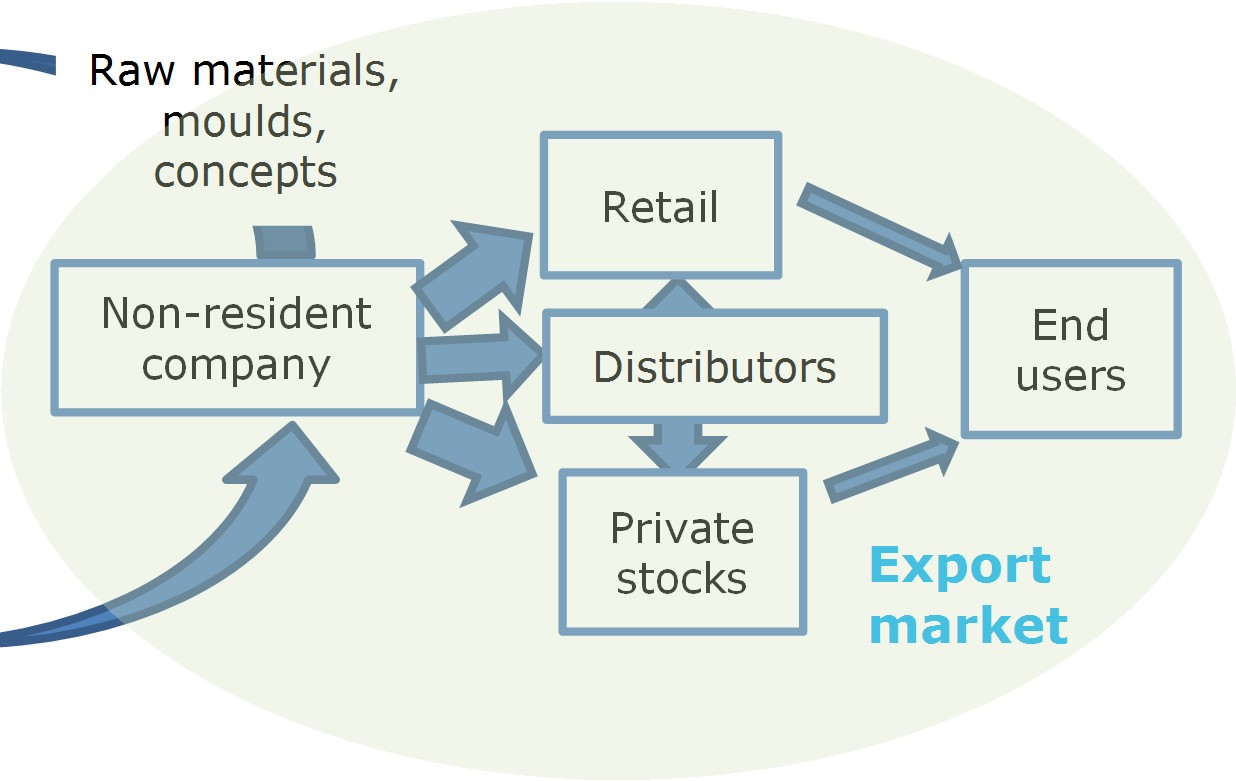 Raw materials,
moulds,
concepts
Retail
Non-resident
company
Distributors
End
users
Private
stocks
Export
market